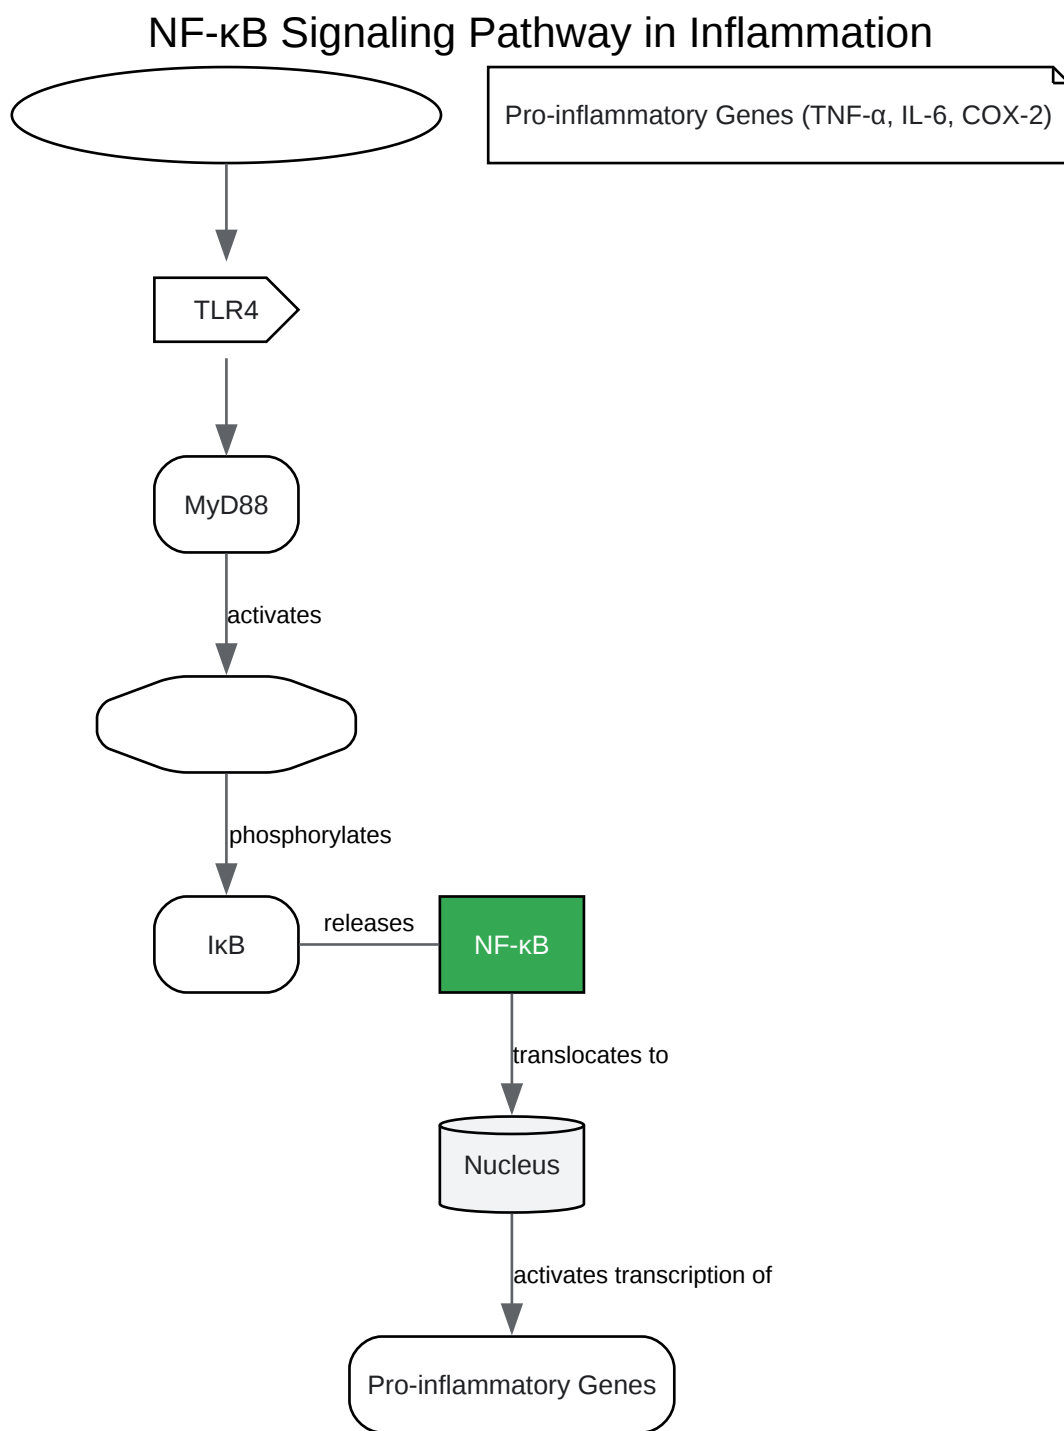 NF-κB Signaling Pathway in Inflammation
Pro-inflammatory Genes (TNF-α, IL-6, COX-2)
TLR4
MyD88
activates
phosphorylates
IκB
releases
NF-κB
translocates to
Nucleus
activates transcription of
Pro-inflammatory Genes